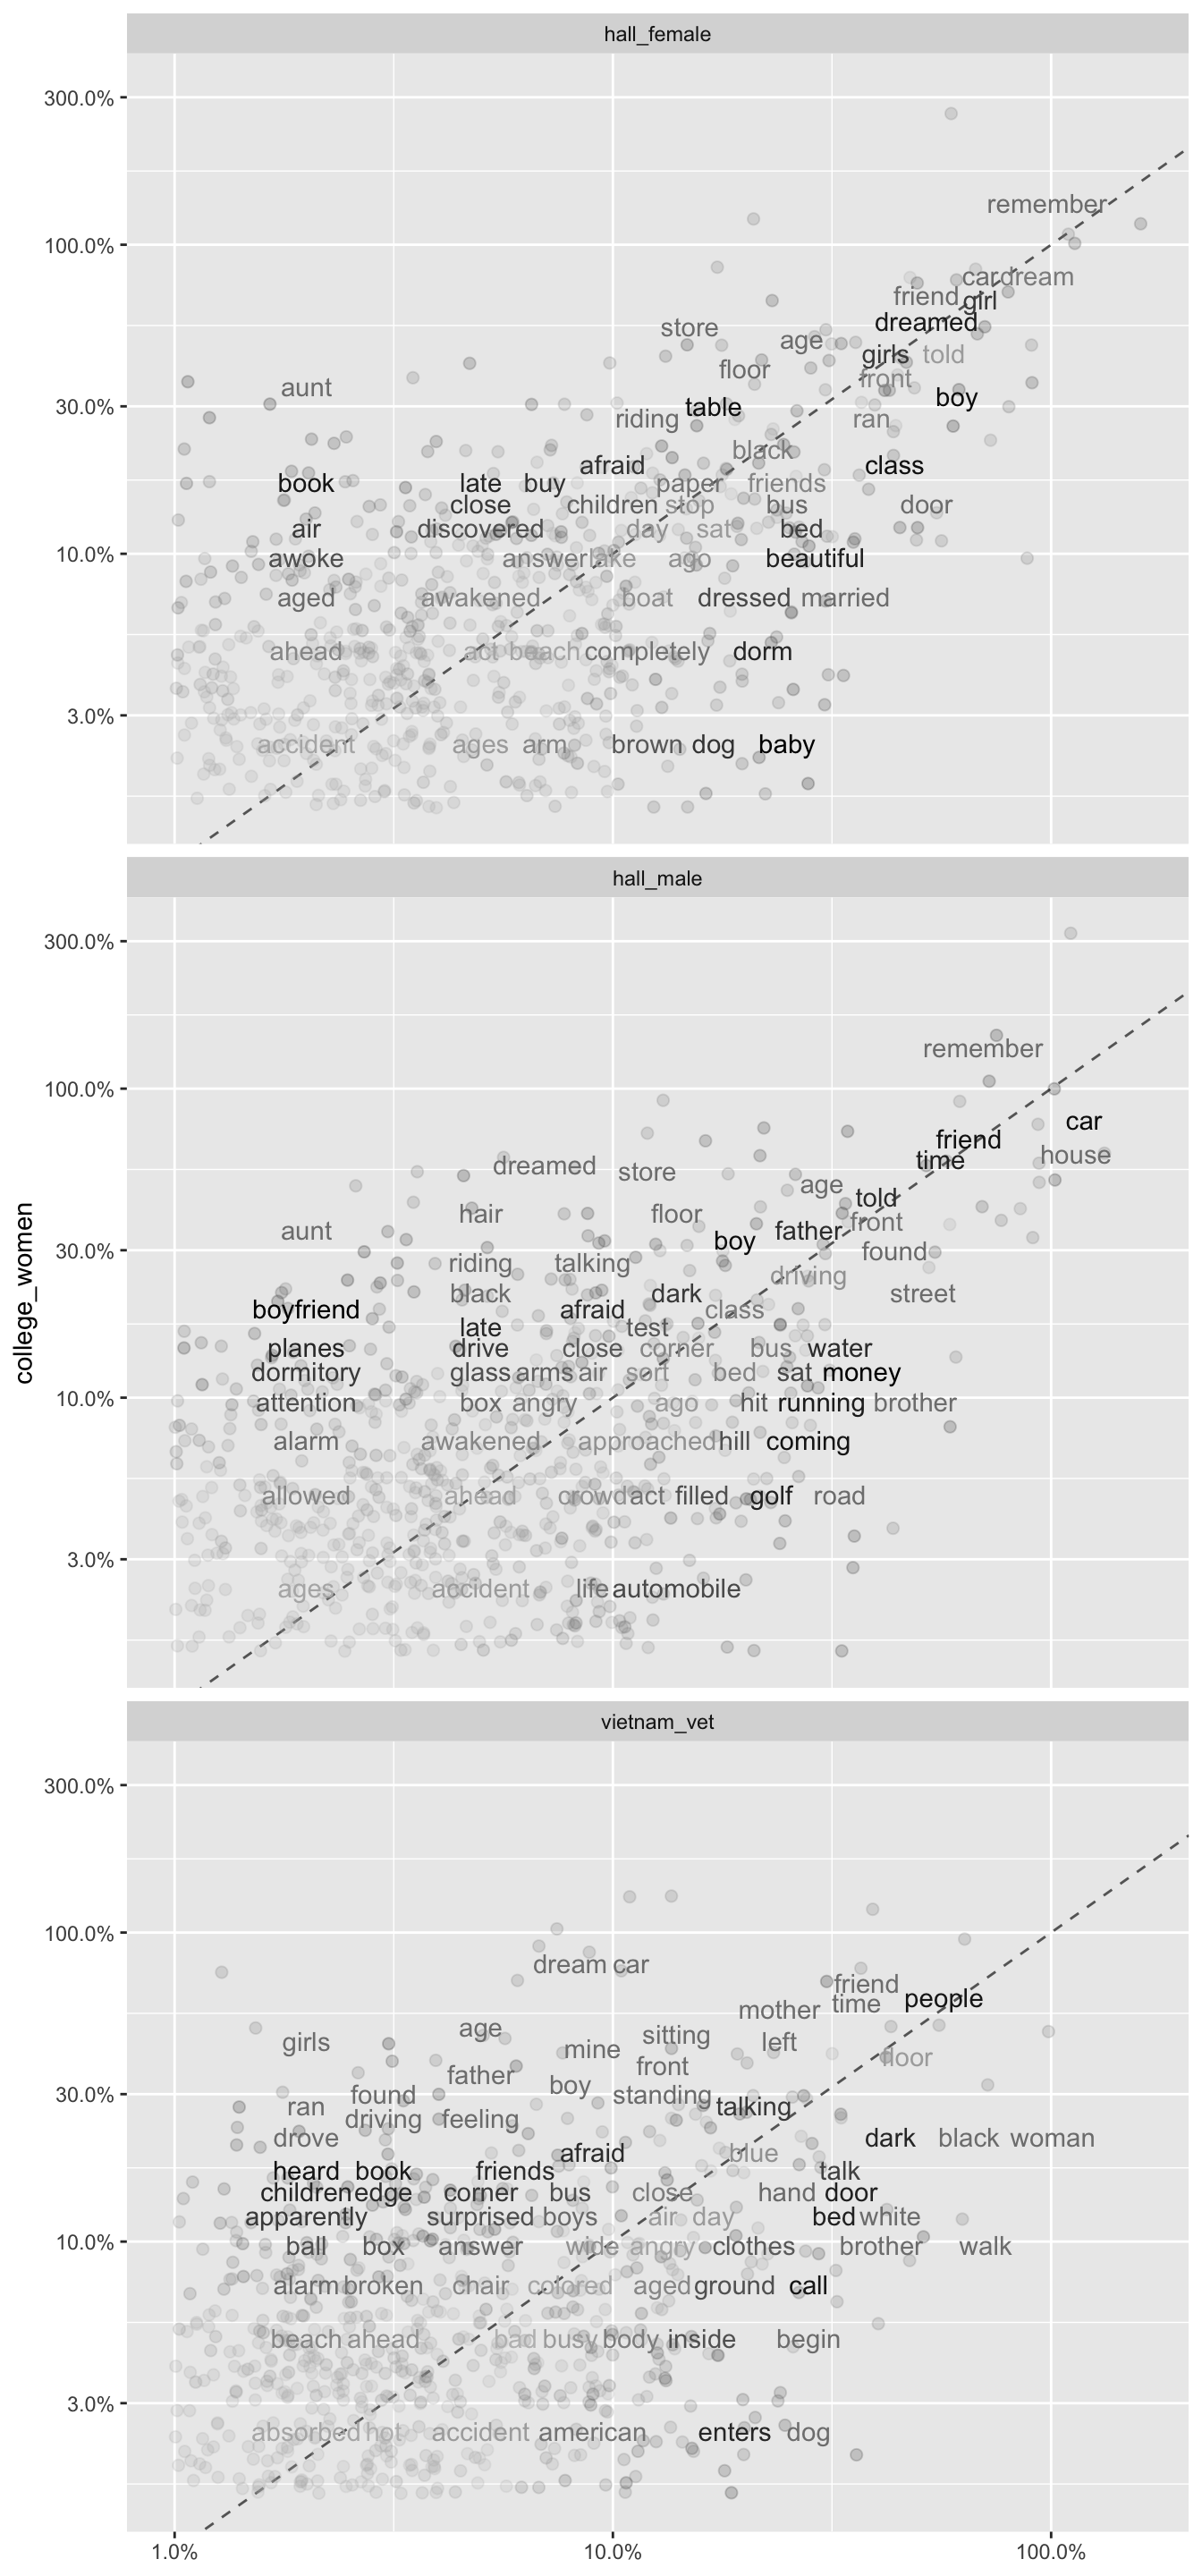 hall_female
300.0%
remember
100.0%
car dream
friend girl
dreamed
store age
girls told
floor
front
aunt
boy
30.0%
table
riding ran
black
afraid class
book late buy paper friends
close children stop bus door
air discovered day sat bed
10.0%
awoke answer lake ago beautiful
aged awakened boat dressed married
ahead act beach completely dorm
3.0%
accident ages arm brown dog baby
hall_male
300.0%
remember
100.0%
car
friend
time house
dreamed store
age
told
hair floor front
aunt father
boy
30.0%
found
riding talking
driving
black dark street
boyfriend afraid class
late test
planes drive close corner bus water
dormitory glass arms air sort bed sat money
10.0%
attention box angry ago hit running brother
alarm awakened approached hill coming
allowed ahead crowd act filled golf road
3.0%
ages accident life automobile
college_women
vietnam_vet
300.0%
100.0%
dream car
friend
people
time
mother
age
sitting
girls mine left
floor
front
father
boy
30.0%
found standing
ran talking
driving feeling
drove dark black woman
afraid blue
heard book friends talk
children edge corner bus close hand door
apparently surprised boys air day bed white
10.0%
ball box answer wide angry clothes brother walk
alarm broken chair colored aged ground call
beach ahead bad busy body inside begin
3.0%
absorbed hot accident american enters dog
1.0% 10.0% 100.0%